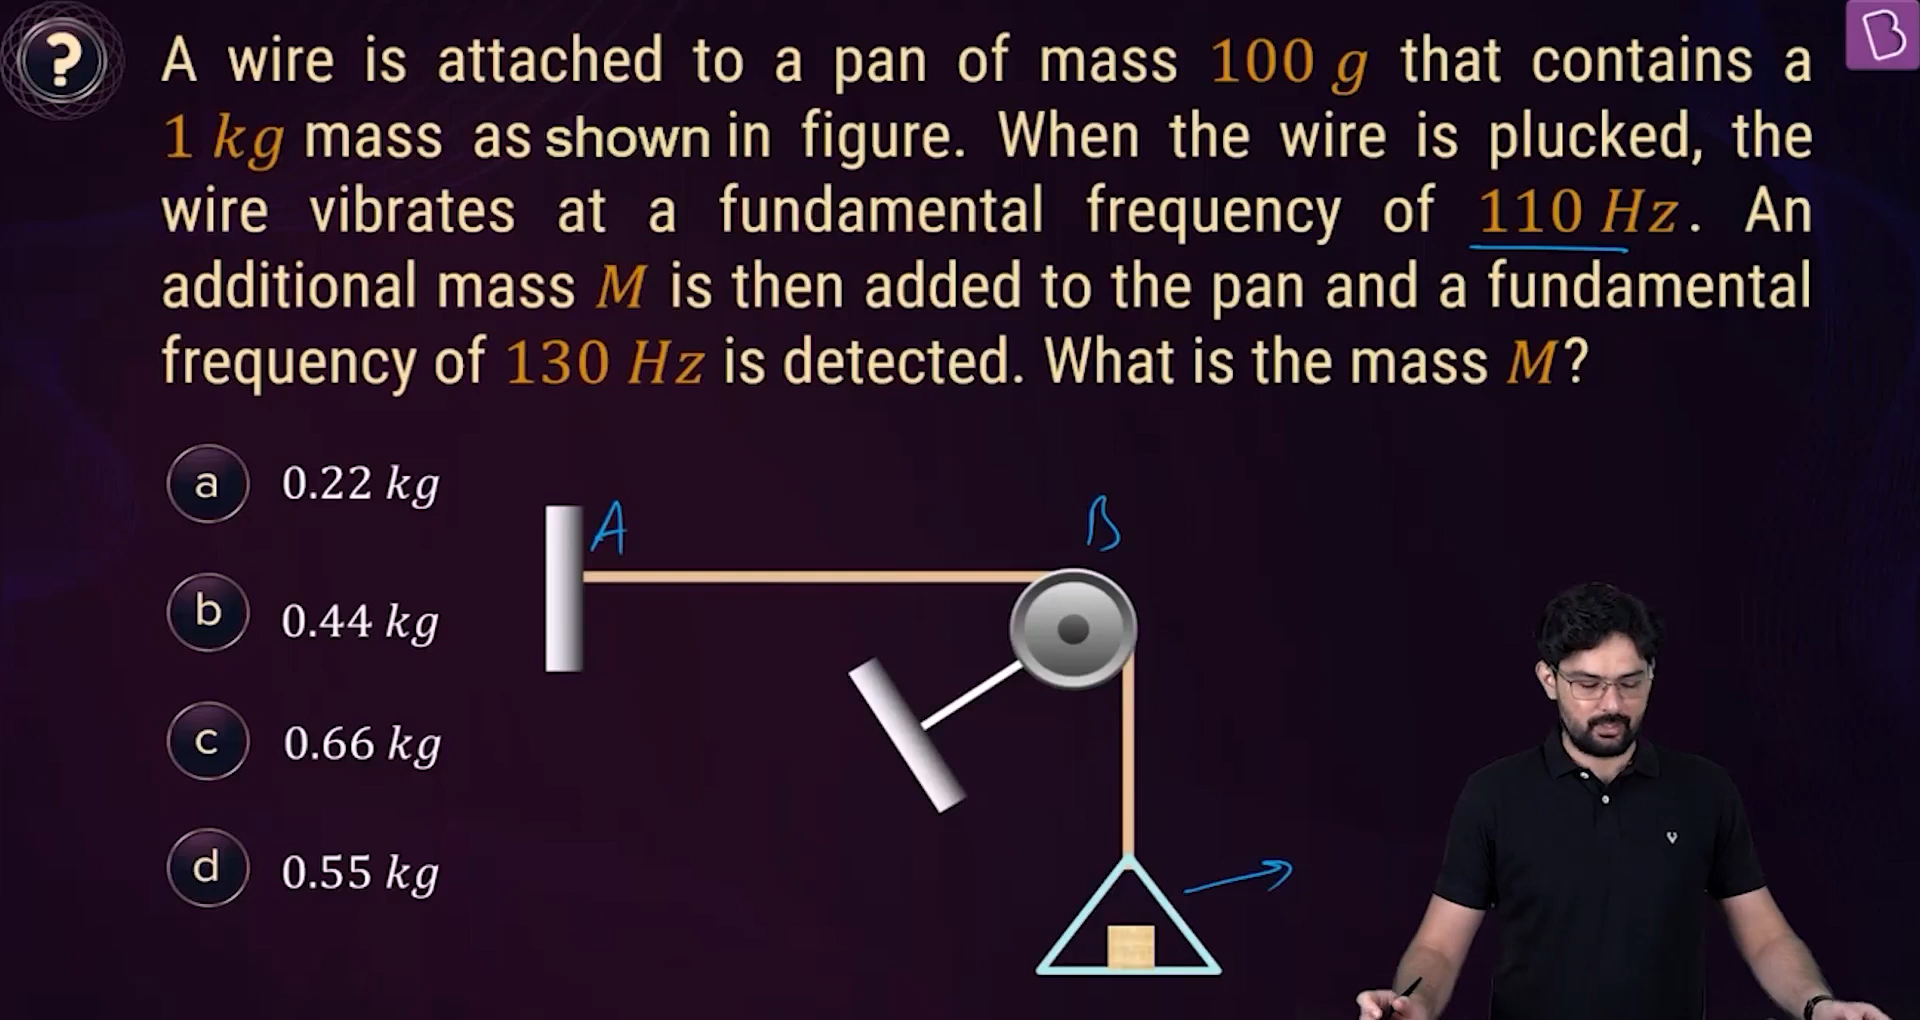 ?
A wire is attached to a pan of mass 100 g that contains a
1 kg mass as shown in figure. When the wire is plucked, the
wire vibrates at a fundamental frequency of 110 Hz. An
additional mass M is then added to the pan and a fundamental
frequency of 130 Hz is detected. What is the mass M?
a 0.22 kg
b 0.44 kg
c 0.66 kg
d 0.55 kg
A
B
B